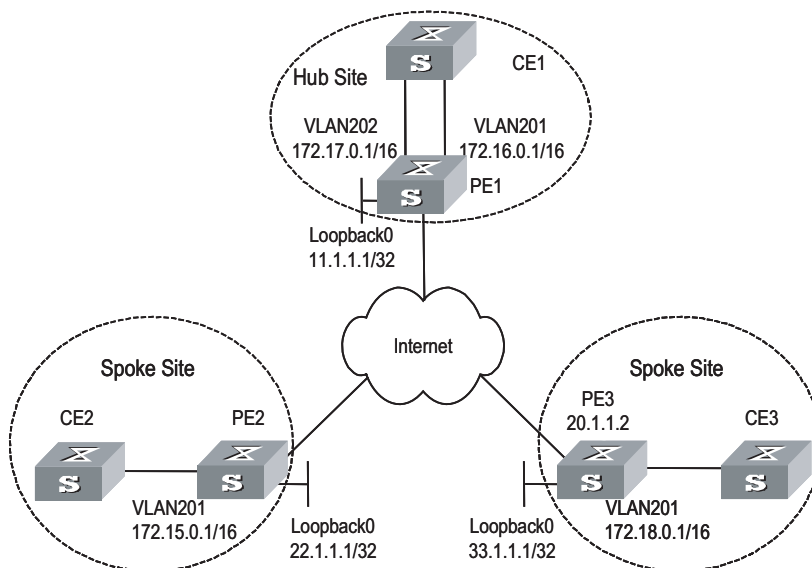 CE1
S
Hub Site
VLAN202
172.17.0.1/16
VLAN201
172.16.0.1/16
PE1
S
Loopback0
11.1.1.1/32
Internet
Spoke Site
CE2
PE2
S
S
VLAN201
172.15.0.1/16
Loopback0
22.1.1.1/32
Spoke Site
PE3
20.1.1.2
CE3
S
S
Loopback0
33.1.1.1/32
VLAN201
172.18.0.1/16